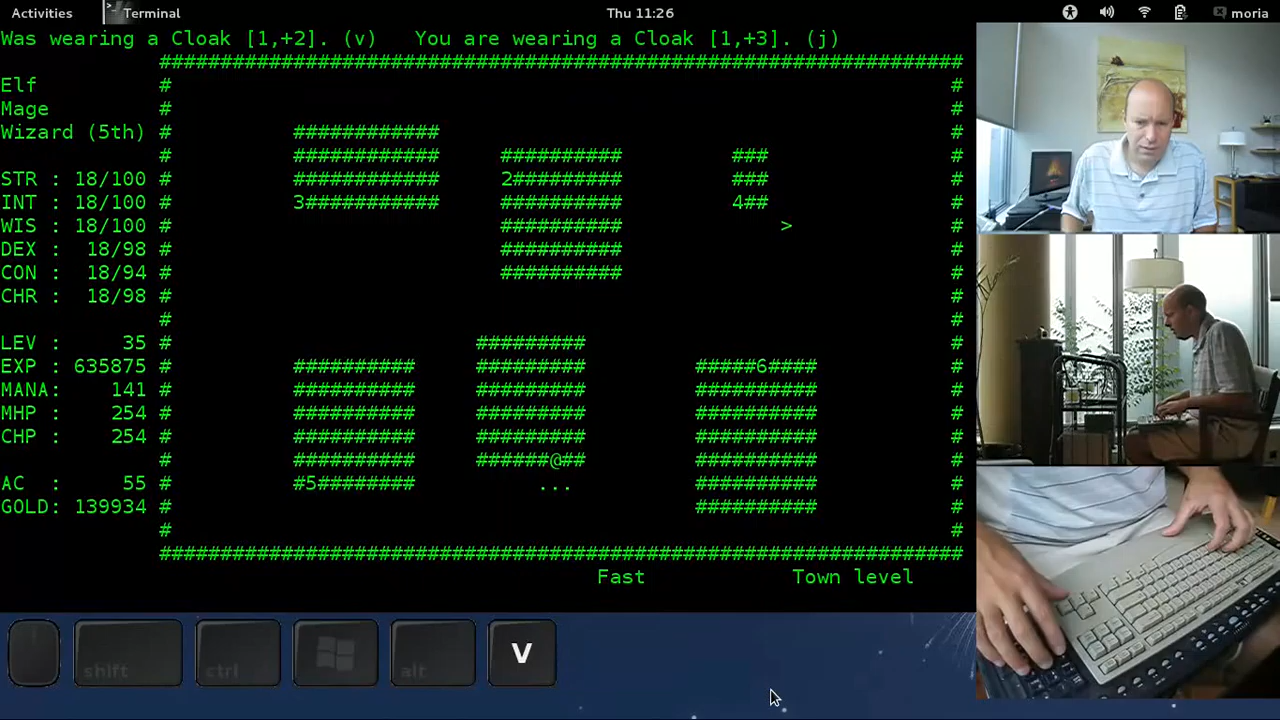 Activities Terminal Thu 11:26 moria
Was wearing a Cloak [1,+2]. (v) You are wearing a Cloak [1,+3]. (j)
##################################################################
Elf # #
Mage # #
Wizard (5th) # ############ #
# ############ ########## ### #
STR : 18/100 # ############ 2######### ### #
INT : 18/100 # 3########### ########## 4## #
WIS : 18/100 # ########## > #
DEX : 18/98 # ########## #
CON : 18/94 # ########## #
CHR : 18/98 # #
# #
LEV : 35 # ######### #
EXP : 635875 # ########## ######### #####6#### #
MANA: 141 # ########## ######### ########## #
MHP : 254 # ########## ######### ########## #
CHP : 254 # ########## ######### ########## #
# ########## ######@## ########## #
AC : 55 # #5######## ... ########## #
GOLD: 139934 # ########## #
# #
##################################################################
Fast Town level
shift ctrl alt V